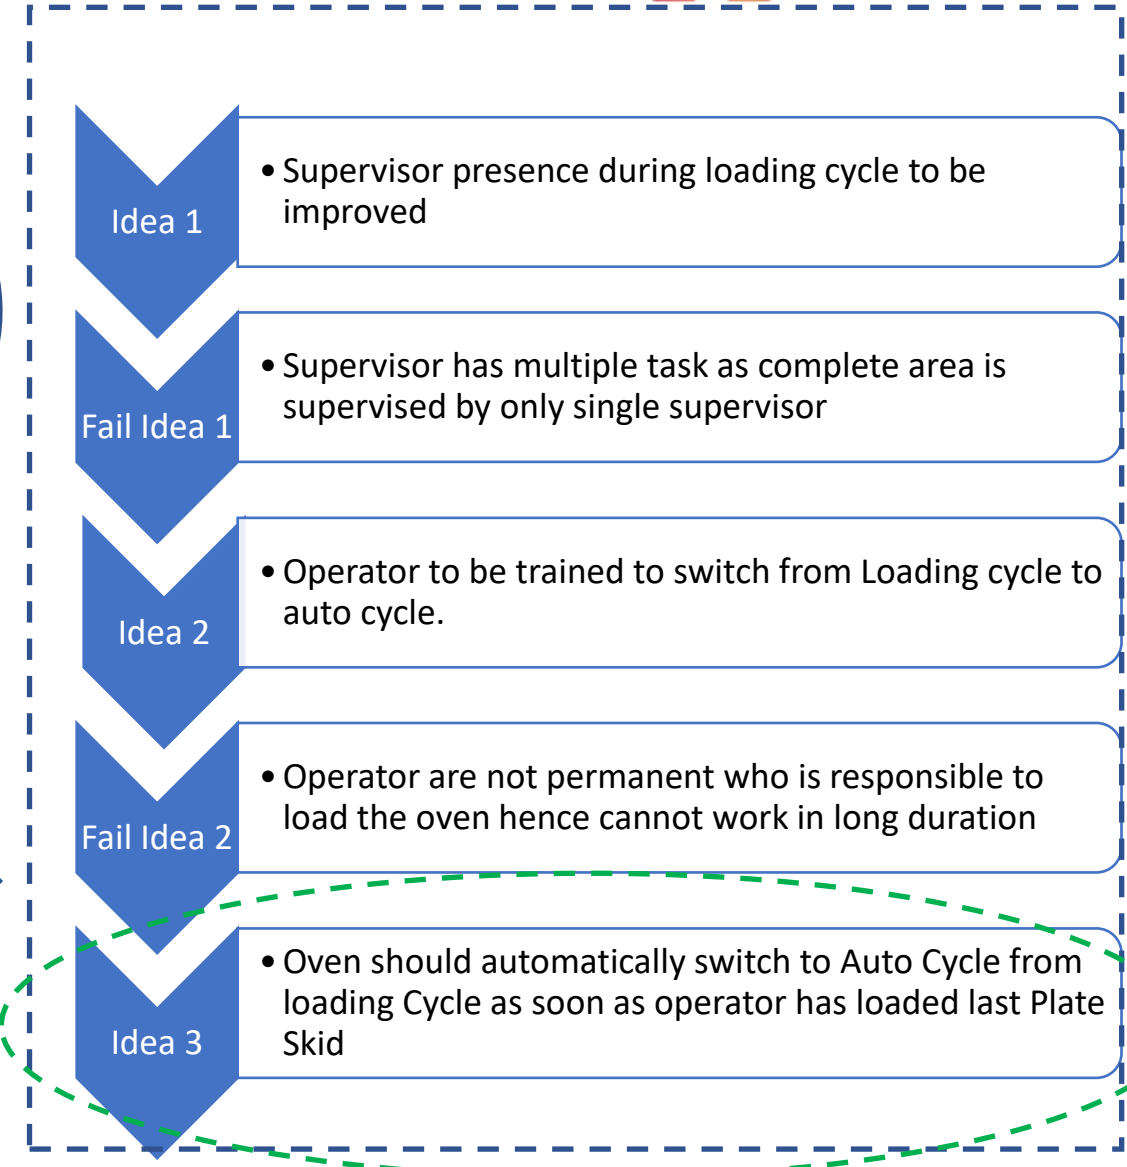 Idea 1
• Supervisor presence during loading cycle to be
improved
Fail Idea 1
• Supervisor has multiple task as complete area is
supervised by only single supervisor
Idea 2
• Operator to be trained to switch from Loading cycle to
auto cycle.
Fail Idea 2
• Operator are not permanent who is responsible to
load the oven hence cannot work in long duration
Idea 3
• Oven should automatically switch to Auto Cycle from
loading Cycle as soon as operator has loaded last Plate
Skid